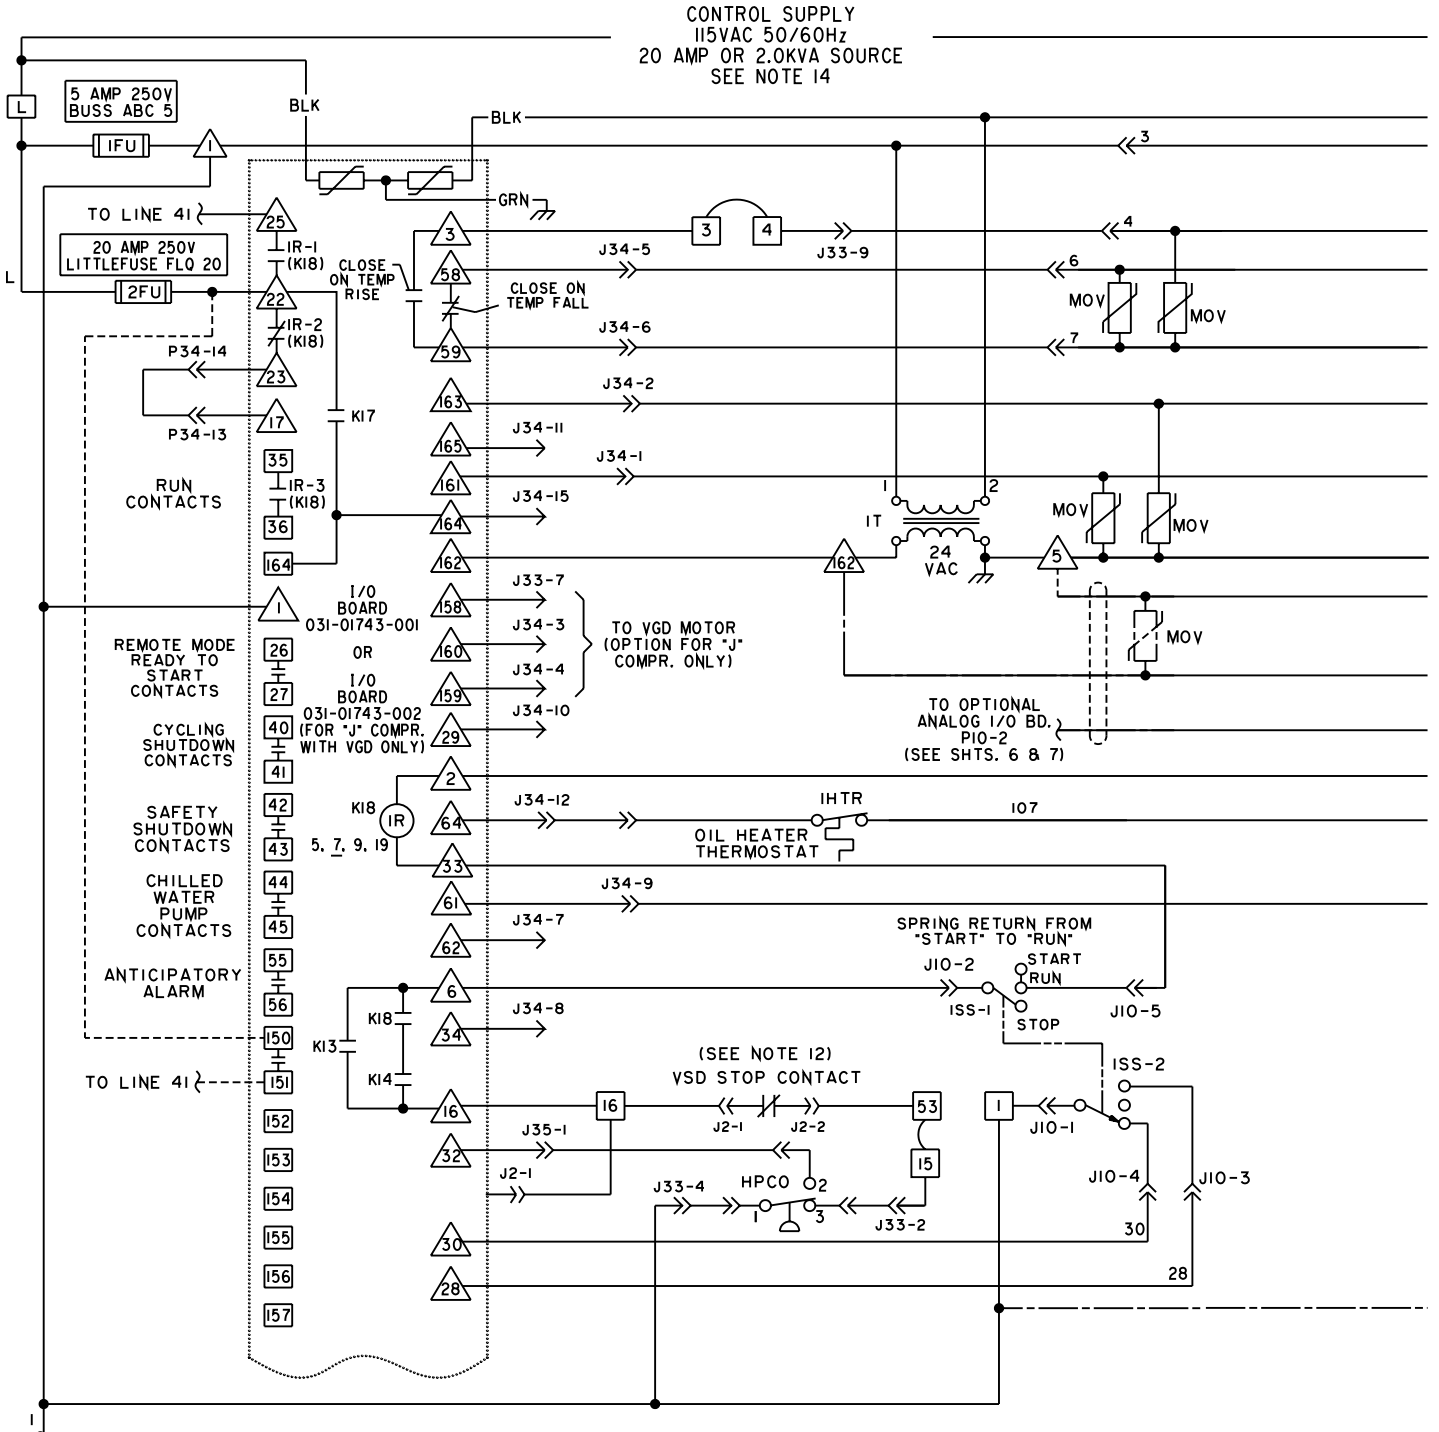 CONTROL SUPPLY
115VAC 50/60Hz
20 AMP OR 2.0KVA SOURCE
SEE NOTE 14
5 AMP 250V
BUSS ABC 5
L
BLK
BLK
1FU
1
3
GRN
TO LINE 41
25
3
3
4
J33-9
4
20 AMP 250V
LITTLEFUSE FLQ 20
1R-1
(K18)
CLOSE
ON TEMP
RISE
58
J34-5
6
L
2FU
22
CLOSE ON
TEMP FALL
MOV
MOV
1R-2
(K18)
59
J34-6
7
P34-14
23
163
J34-2
17
K17
P34-13
165
J34-11
35
161
J34-1
RUN
CONTACTS
1R-3
(K18)
1
2
J34-15
36
164
1T
MOV
MOV
164
162
162
24
VAC
5
I/O
BOARD
031-01743-001
158
J33-7
1
TO VGD MOTOR
(OPTION FOR "J"
COMPR. ONLY)
MOV
REMOTE MODE
READY TO
START
CONTACTS
26
27
OR
160
J34-3
I/O
BOARD
031-01743-002
(FOR "J" COMPR.
WITH VGD ONLY)
159
J34-4
29
J34-10
TO OPTIONAL
ANALOG I/O BD.
P10-2
(SEE SHTS. 6 & 7)
CYCLING
SHUTDOWN
CONTACTS
40
41
2
SAFETY
SHUTDOWN
CONTACTS
42
43
K18
1R
5, 7, 9, 19
64
J34-12
1HTR
107
OIL HEATER
THERMOSTAT
33
CHILLED
WATER
PUMP
CONTACTS
44
45
61
J34-9
62
J34-7
SPRING RETURN FROM
"START" TO "RUN"
START
RUN
STOP
J10-2
1SS-1
J10-5
ANTICIPATORY
ALARM
55
56
6
K18
34
J34-8
150
K13
K14
(SEE NOTE 12)
VSD STOP CONTACT
1SS-2
TO LINE 41
151
16
16
J2-1
J2-2
53
1
J10-1
152
32
J35-1
15
153
J2-1
HPCO
2
1
3
J33-4
J33-2
J10-4
J10-3
154
155
30
30
156
28
28
157
1